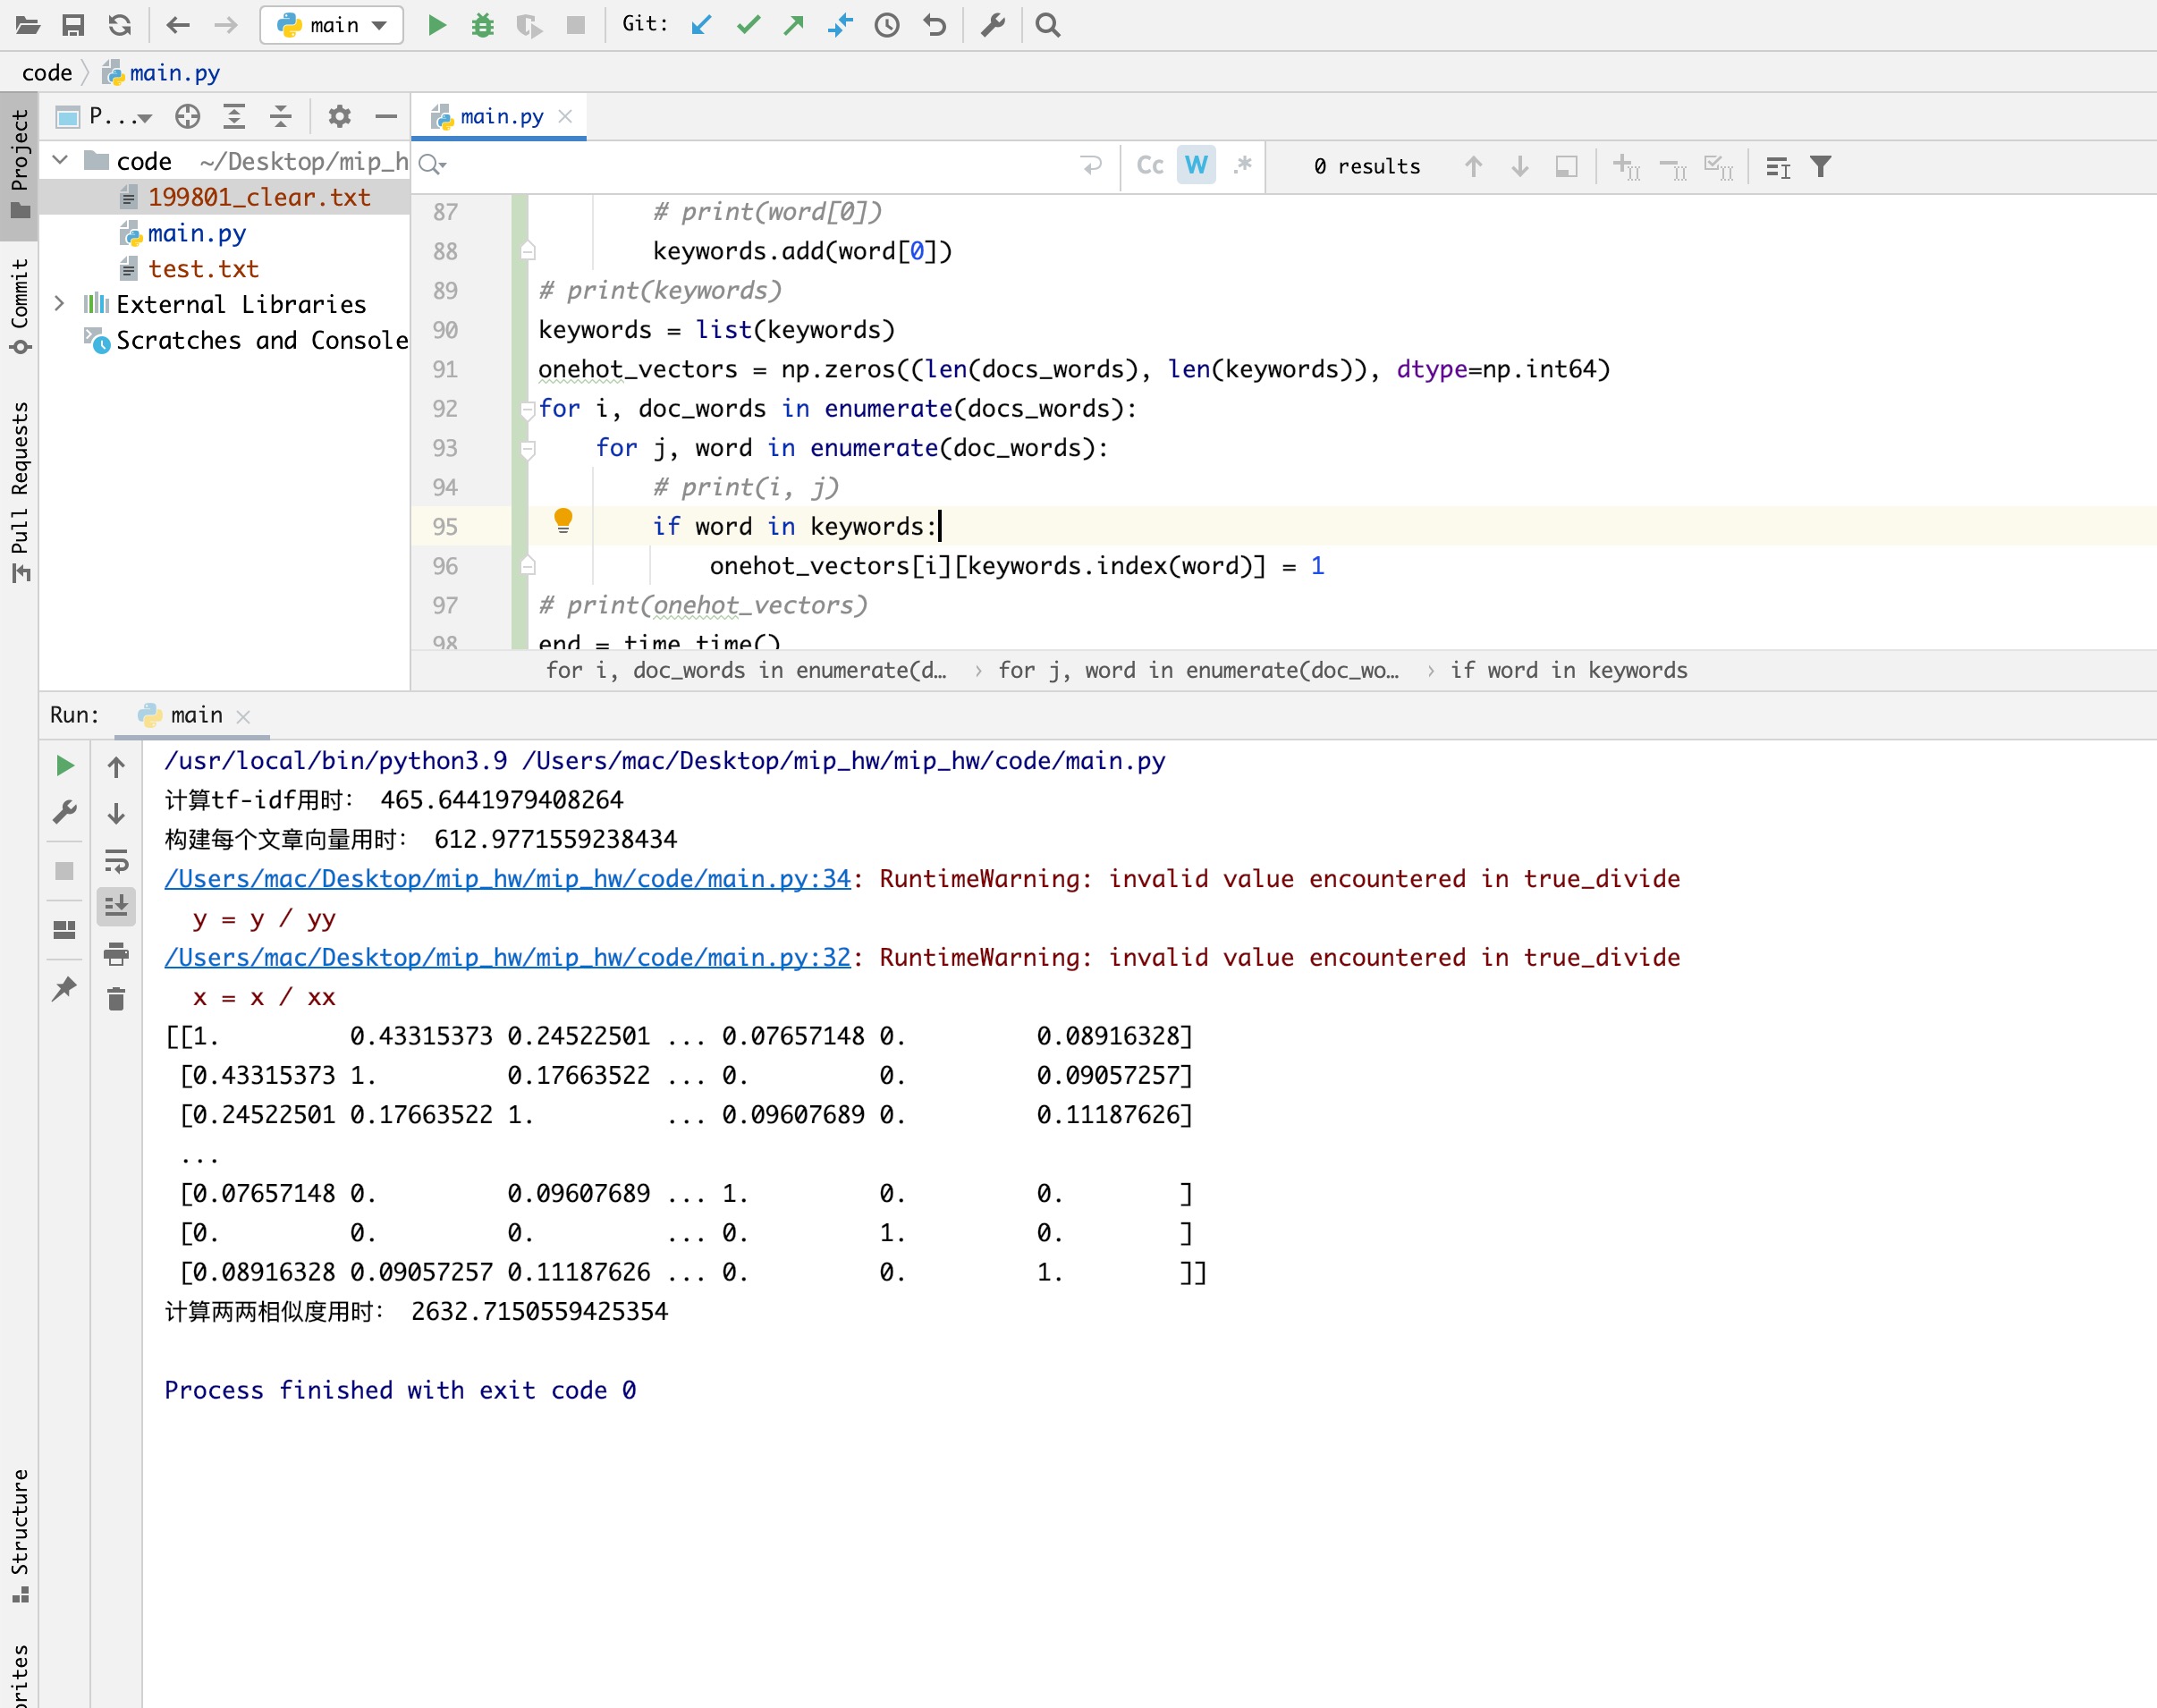 main
Git:
code
main.py
P...
main.py
Project
Commit
Pull Requests
Structure
code ~/Desktop/mip_h
199801_clear.txt
main.py
test.txt
External Libraries
Scratches and Console
Cc
W
.*
0 results
87 # print(word[0])
88 keywords.add(word[0])
89 # print(keywords)
90 keywords = list(keywords)
91 onehot_vectors = np.zeros((len(docs_words), len(keywords)), dtype=np.int64)
92 for i, doc_words in enumerate(docs_words):
93 for j, word in enumerate(doc_words):
94 # print(i, j)
95 if word in keywords:
96 onehot_vectors[i][keywords.index(word)] = 1
97 # print(onehot_vectors)
98 end = time.time()
for i, doc_words in enumerate(d... › for j, word in enumerate(doc_wo... › if word in keywords
Run:
main
/usr/local/bin/python3.9 /Users/mac/Desktop/mip_hw/mip_hw/code/main.py
计算tf-idf用时： 465.6441979408264
构建每个文章向量用时： 612.9771559238434
/Users/mac/Desktop/mip_hw/mip_hw/code/main.py:34: RuntimeWarning: invalid value encountered in true_divide
y = y / yy
/Users/mac/Desktop/mip_hw/mip_hw/code/main.py:32: RuntimeWarning: invalid value encountered in true_divide
x = x / xx
[[1. 0.43315373 0.24522501 ... 0.07657148 0. 0.08916328]
[0.43315373 1. 0.17663522 ... 0. 0. 0.09057257]
[0.24522501 0.17663522 1. ... 0.09607689 0. 0.11187626]
...
[0.07657148 0. 0.09607689 ... 1. 0. 0. ]
[0. 0. 0. ... 0. 1. 0. ]
[0.08916328 0.09057257 0.11187626 ... 0. 0. 1. ]]
计算两两相似度用时： 2632.7150559425354
Process finished with exit code 0